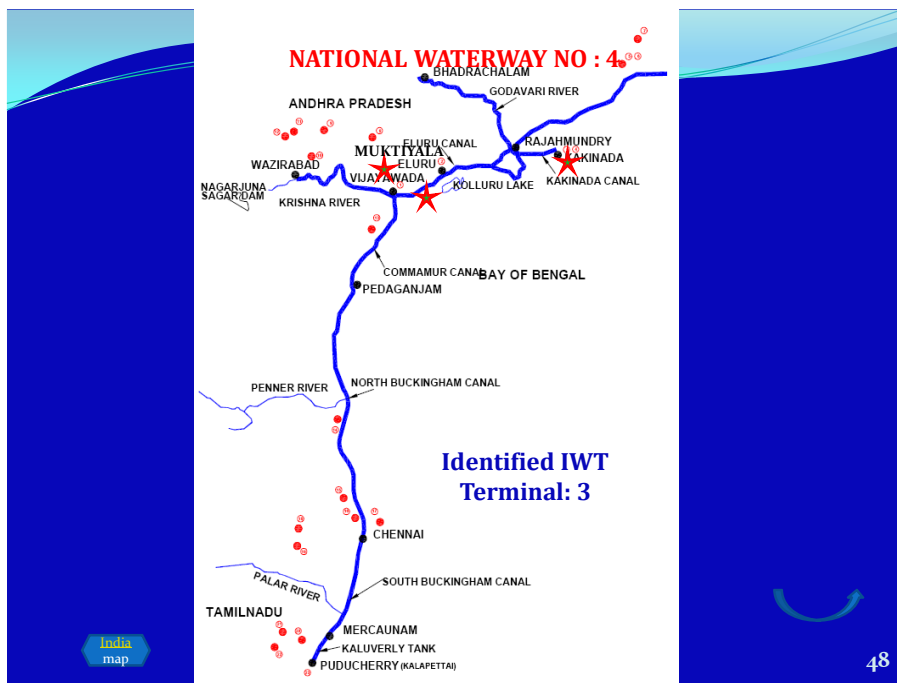 NATIONAL WATERWAY NO : 4
BHADRACHALAM
GODAVARI RIVER
ANDHRA PRADESH
RAJAHMUNDRY
ELURU CANAL
MUKTIYALA
KAKINADA
WAZIRABAD
ELURU
VIJAYAWADA
KOLLURU LAKE
KAKINADA CANAL
NAGARJUNA
SAGAR DAM
KRISHNA RIVER
COMMAMUR CANAL
BAY OF BENGAL
PEDAGANJAM
PENNER RIVER
NORTH BUCKINGHAM CANAL
Identified IWT
Terminal: 3
CHENNAI
PALAR RIVER
SOUTH BUCKINGHAM CANAL
TAMILNADU
MERCAUNAM
KALUVERLY TANK
PUDUCHERRY (KALAPETTAI)
India
map
48